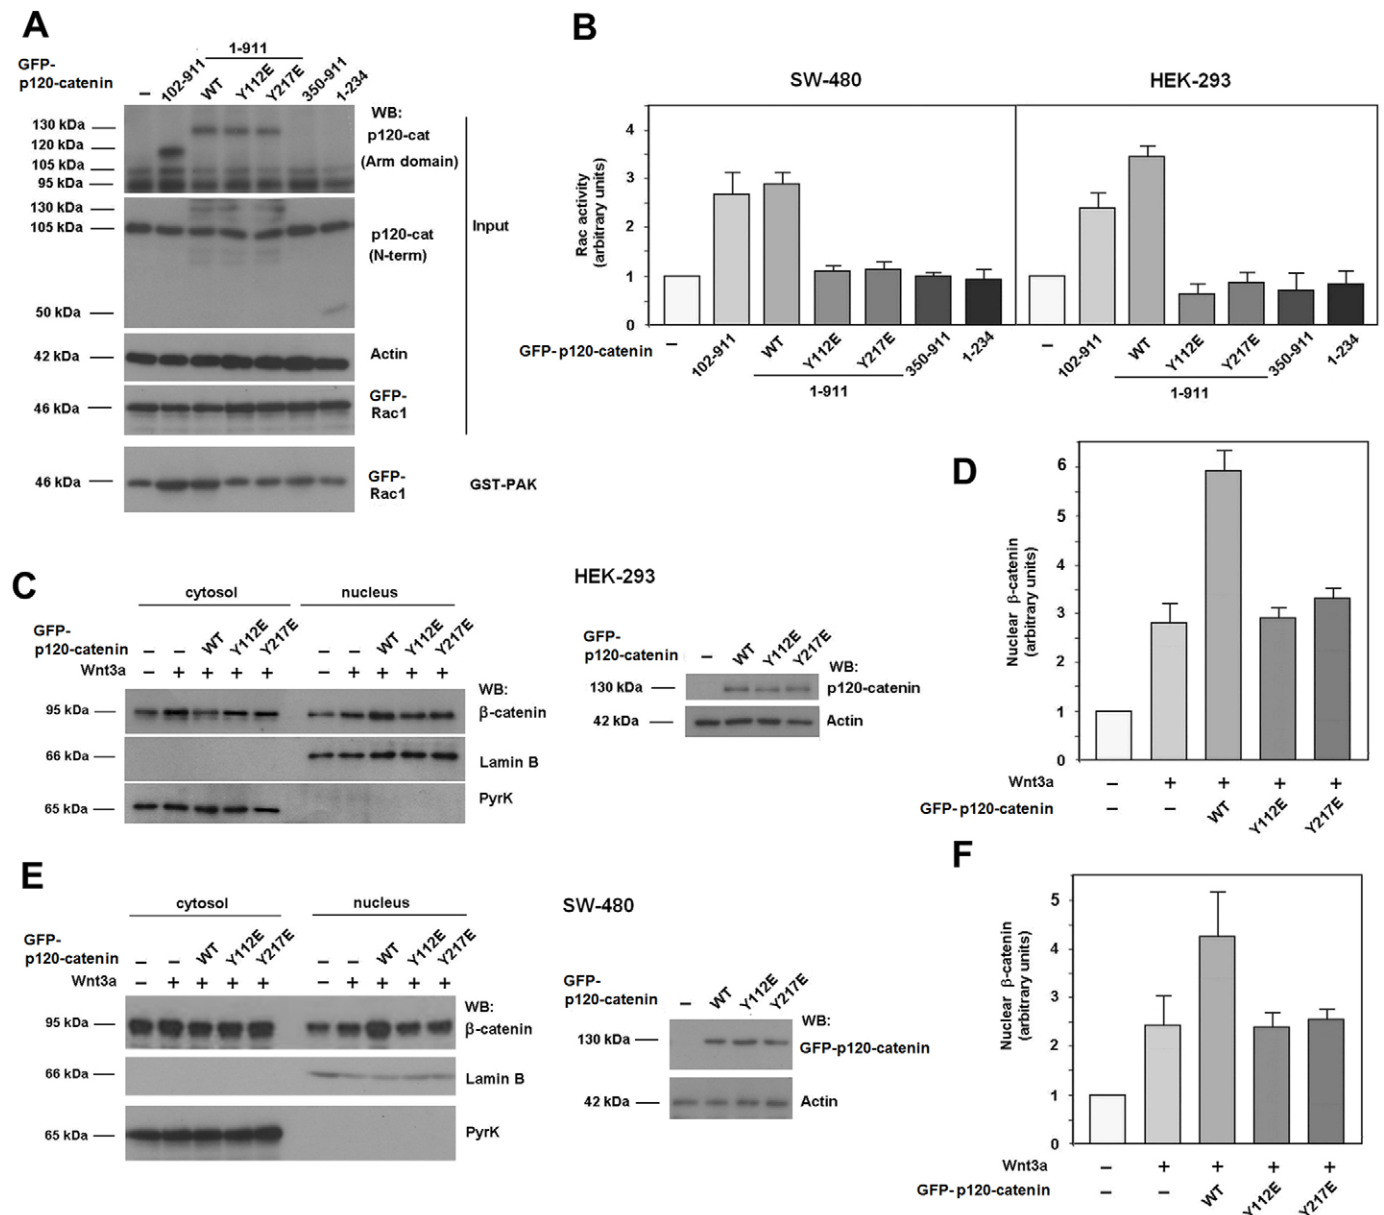 A
GFP-
p120-catenin
1-911
– 102-911 WT Y112E Y217E 350-911 1-234
WB:
130 kDa
p120-cat
120 kDa
(Arm domain)
105 kDa
95 kDa
130 kDa
105 kDa
p120-cat
(N-term)
50 kDa
Input
42 kDa
Actin
46 kDa
GFP-
Rac1
46 kDa
GFP-
Rac1
GST-PAK
B
SW-480
HEK-293
Rac activity
(arbitrary units)
4
3
2
1
0
GFP-p120-catenin
– 102-911 WT Y112E Y217E 350-911 1-234
1-911
– 102-911 WT Y112E Y217E 350-911 1-234
1-911
C
HEK-293
cytosol nucleus
GFP-
p120-catenin
– – WT Y112E Y217E – – WT Y112E Y217E
Wnt3a – + + + + – + + + +
WB:
95 kDa
β-catenin
66 kDa
Lamin B
65 kDa
PyrK
GFP-
p120-catenin
– WT Y112E Y217E
WB:
130 kDa
p120-catenin
42 kDa
Actin
D
Nuclear β-catenin
(arbitrary units)
6
5
4
3
2
1
0
Wnt3a – + + + +
GFP-p120-catenin – – WT Y112E Y217E
E
SW-480
cytosol nucleus
GFP-
p120-catenin
– – WT Y112E Y217E – – WT Y112E Y217E
Wnt3a – + + + + – + + + +
WB:
95 kDa
β-catenin
66 kDa
Lamin B
65 kDa
PyrK
GFP-
p120-catenin
– WT Y112E Y217E
WB:
130 kDa
GFP-p120-catenin
42 kDa
Actin
F
Nuclear β-catenin
(arbitrary units)
5
4
3
2
1
0
Wnt3a – + + + +
GFP-p120-catenin – – WT Y112E Y217E